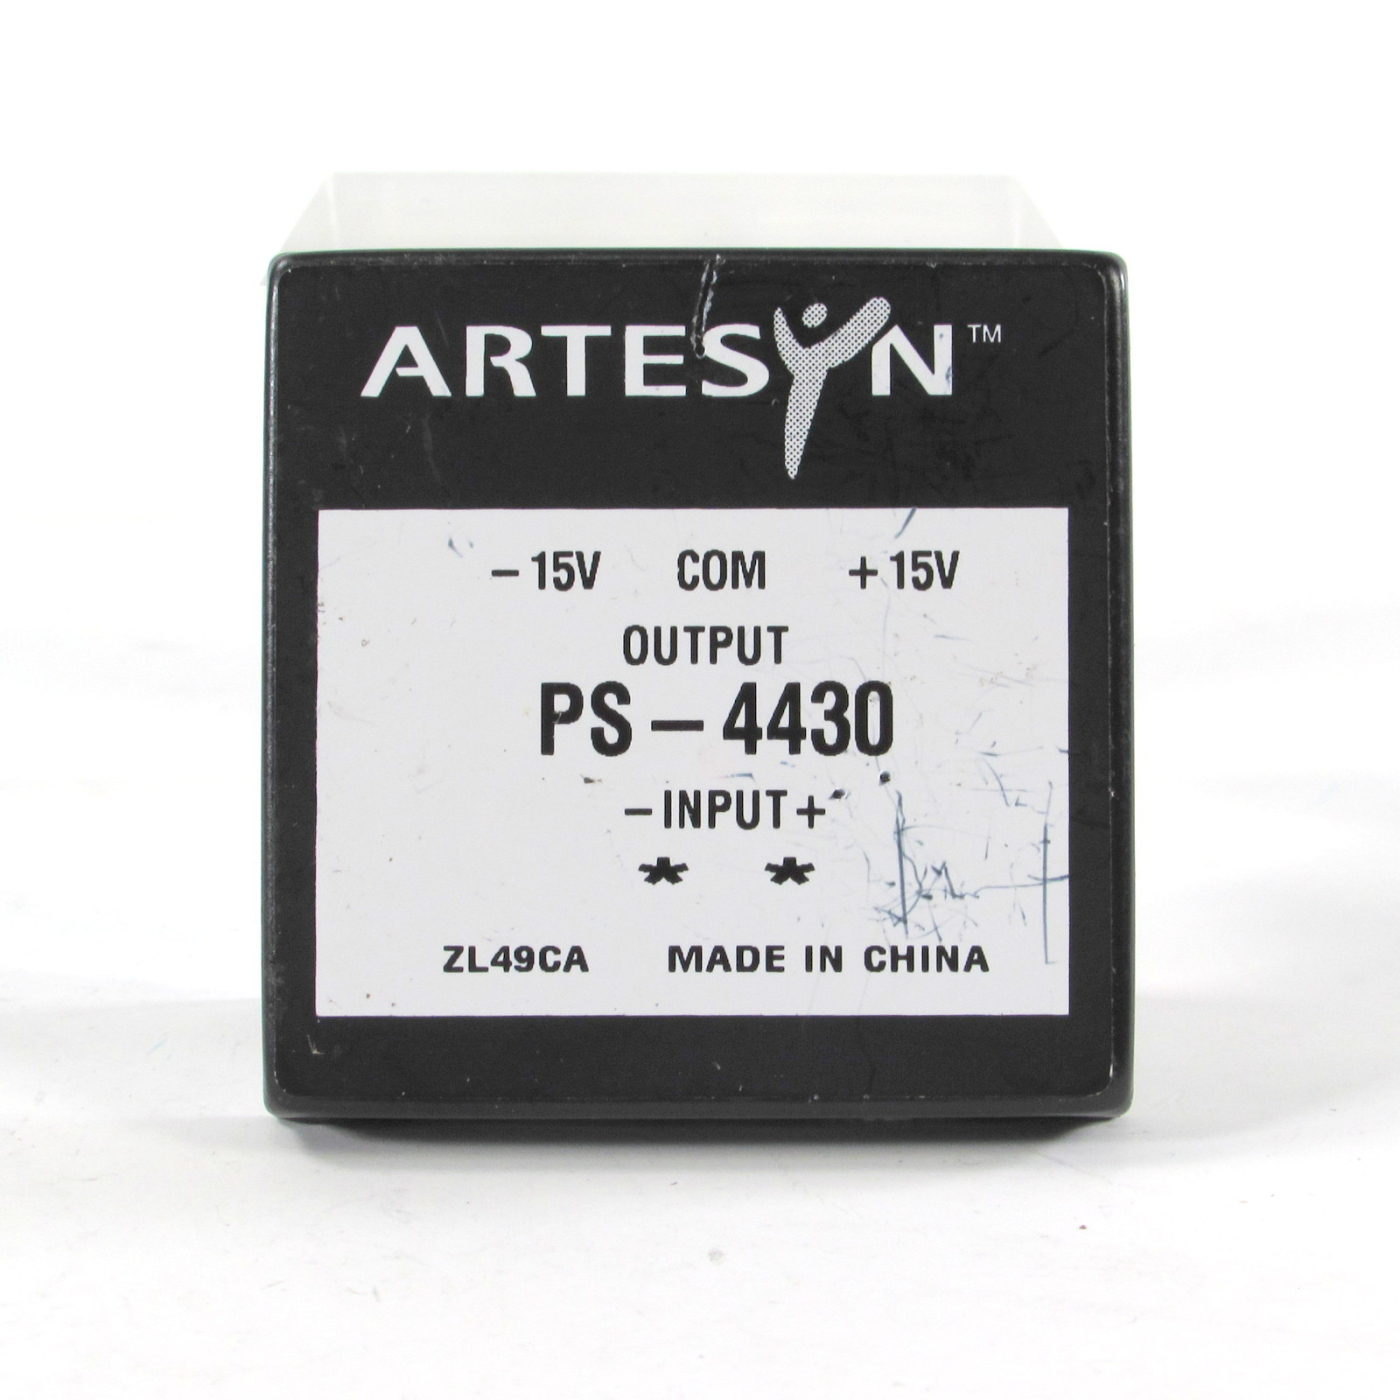 ARTESYN™
– 15V COM + 15V
OUTPUT
PS – 4430
– INPUT +
* *
ZL49CA MADE IN CHINA